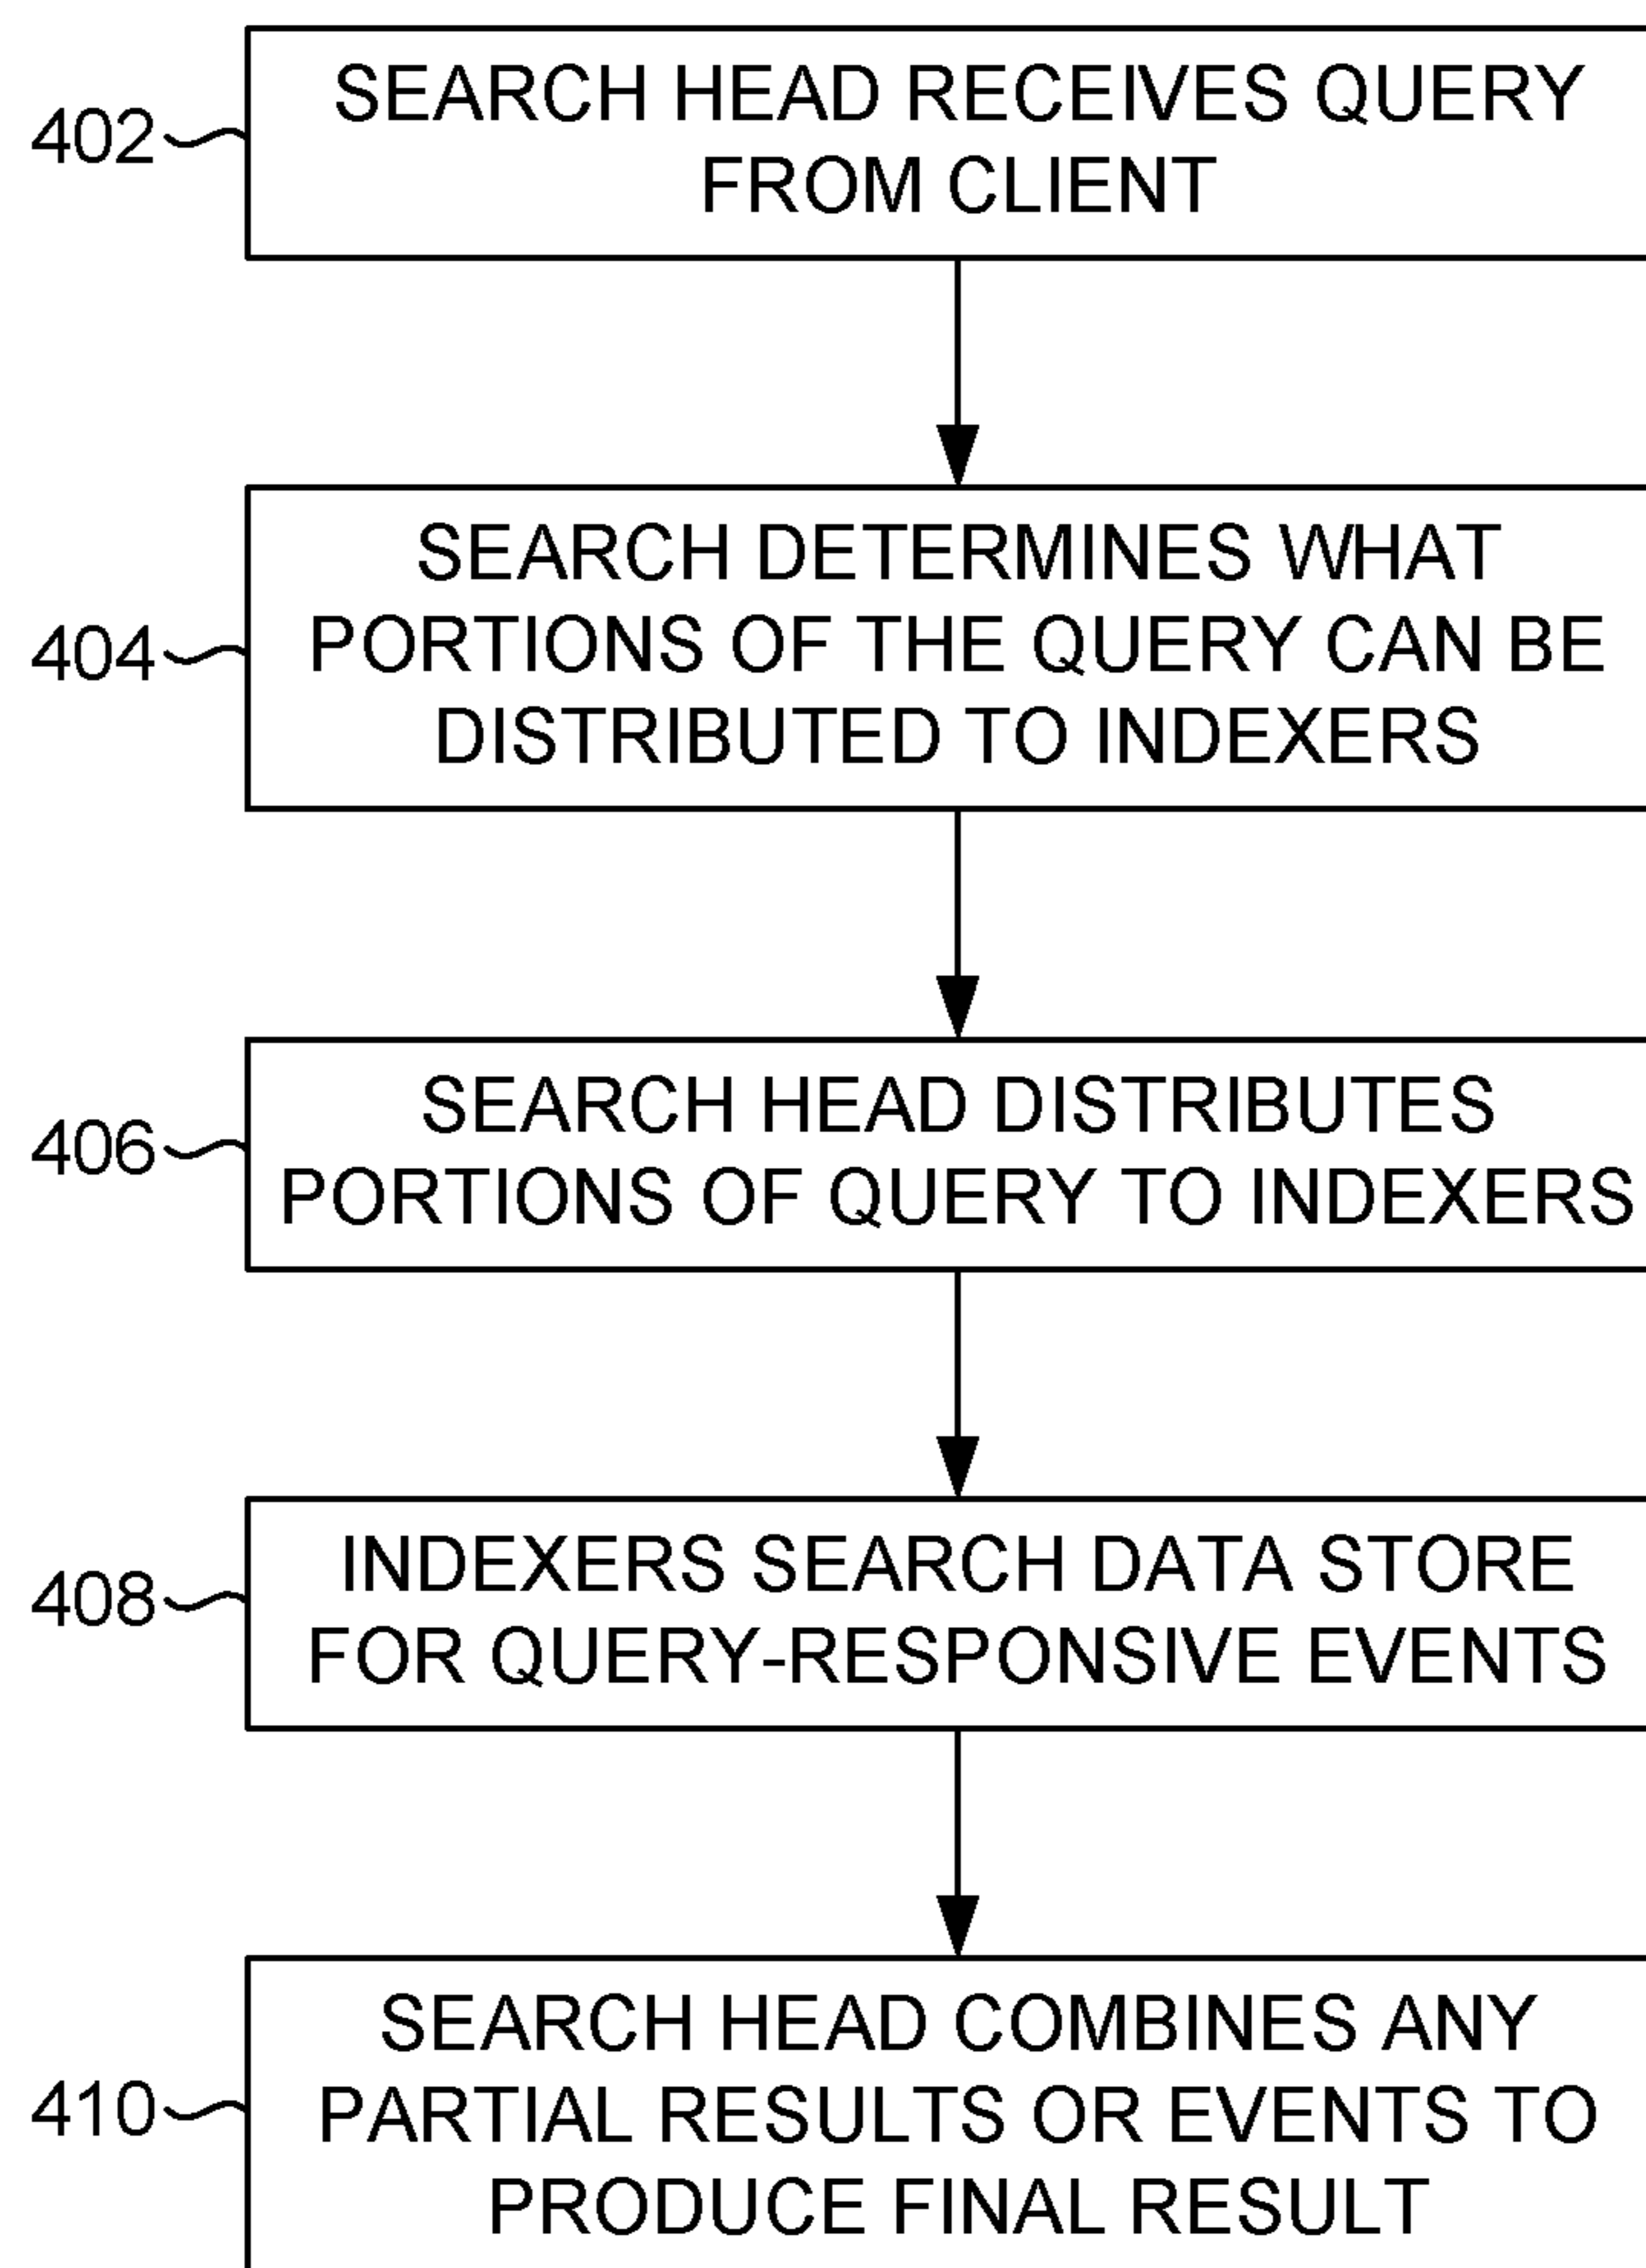 402
SEARCH HEAD RECEIVES QUERY
FROM CLIENT
404
SEARCH DETERMINES WHAT
PORTIONS OF THE QUERY CAN BE
DISTRIBUTED TO INDEXERS
406
SEARCH HEAD DISTRIBUTES
PORTIONS OF QUERY TO INDEXERS
408
INDEXERS SEARCH DATA STORE
FOR QUERY-RESPONSIVE EVENTS
410
SEARCH HEAD COMBINES ANY
PARTIAL RESULTS OR EVENTS TO
PRODUCE FINAL RESULT